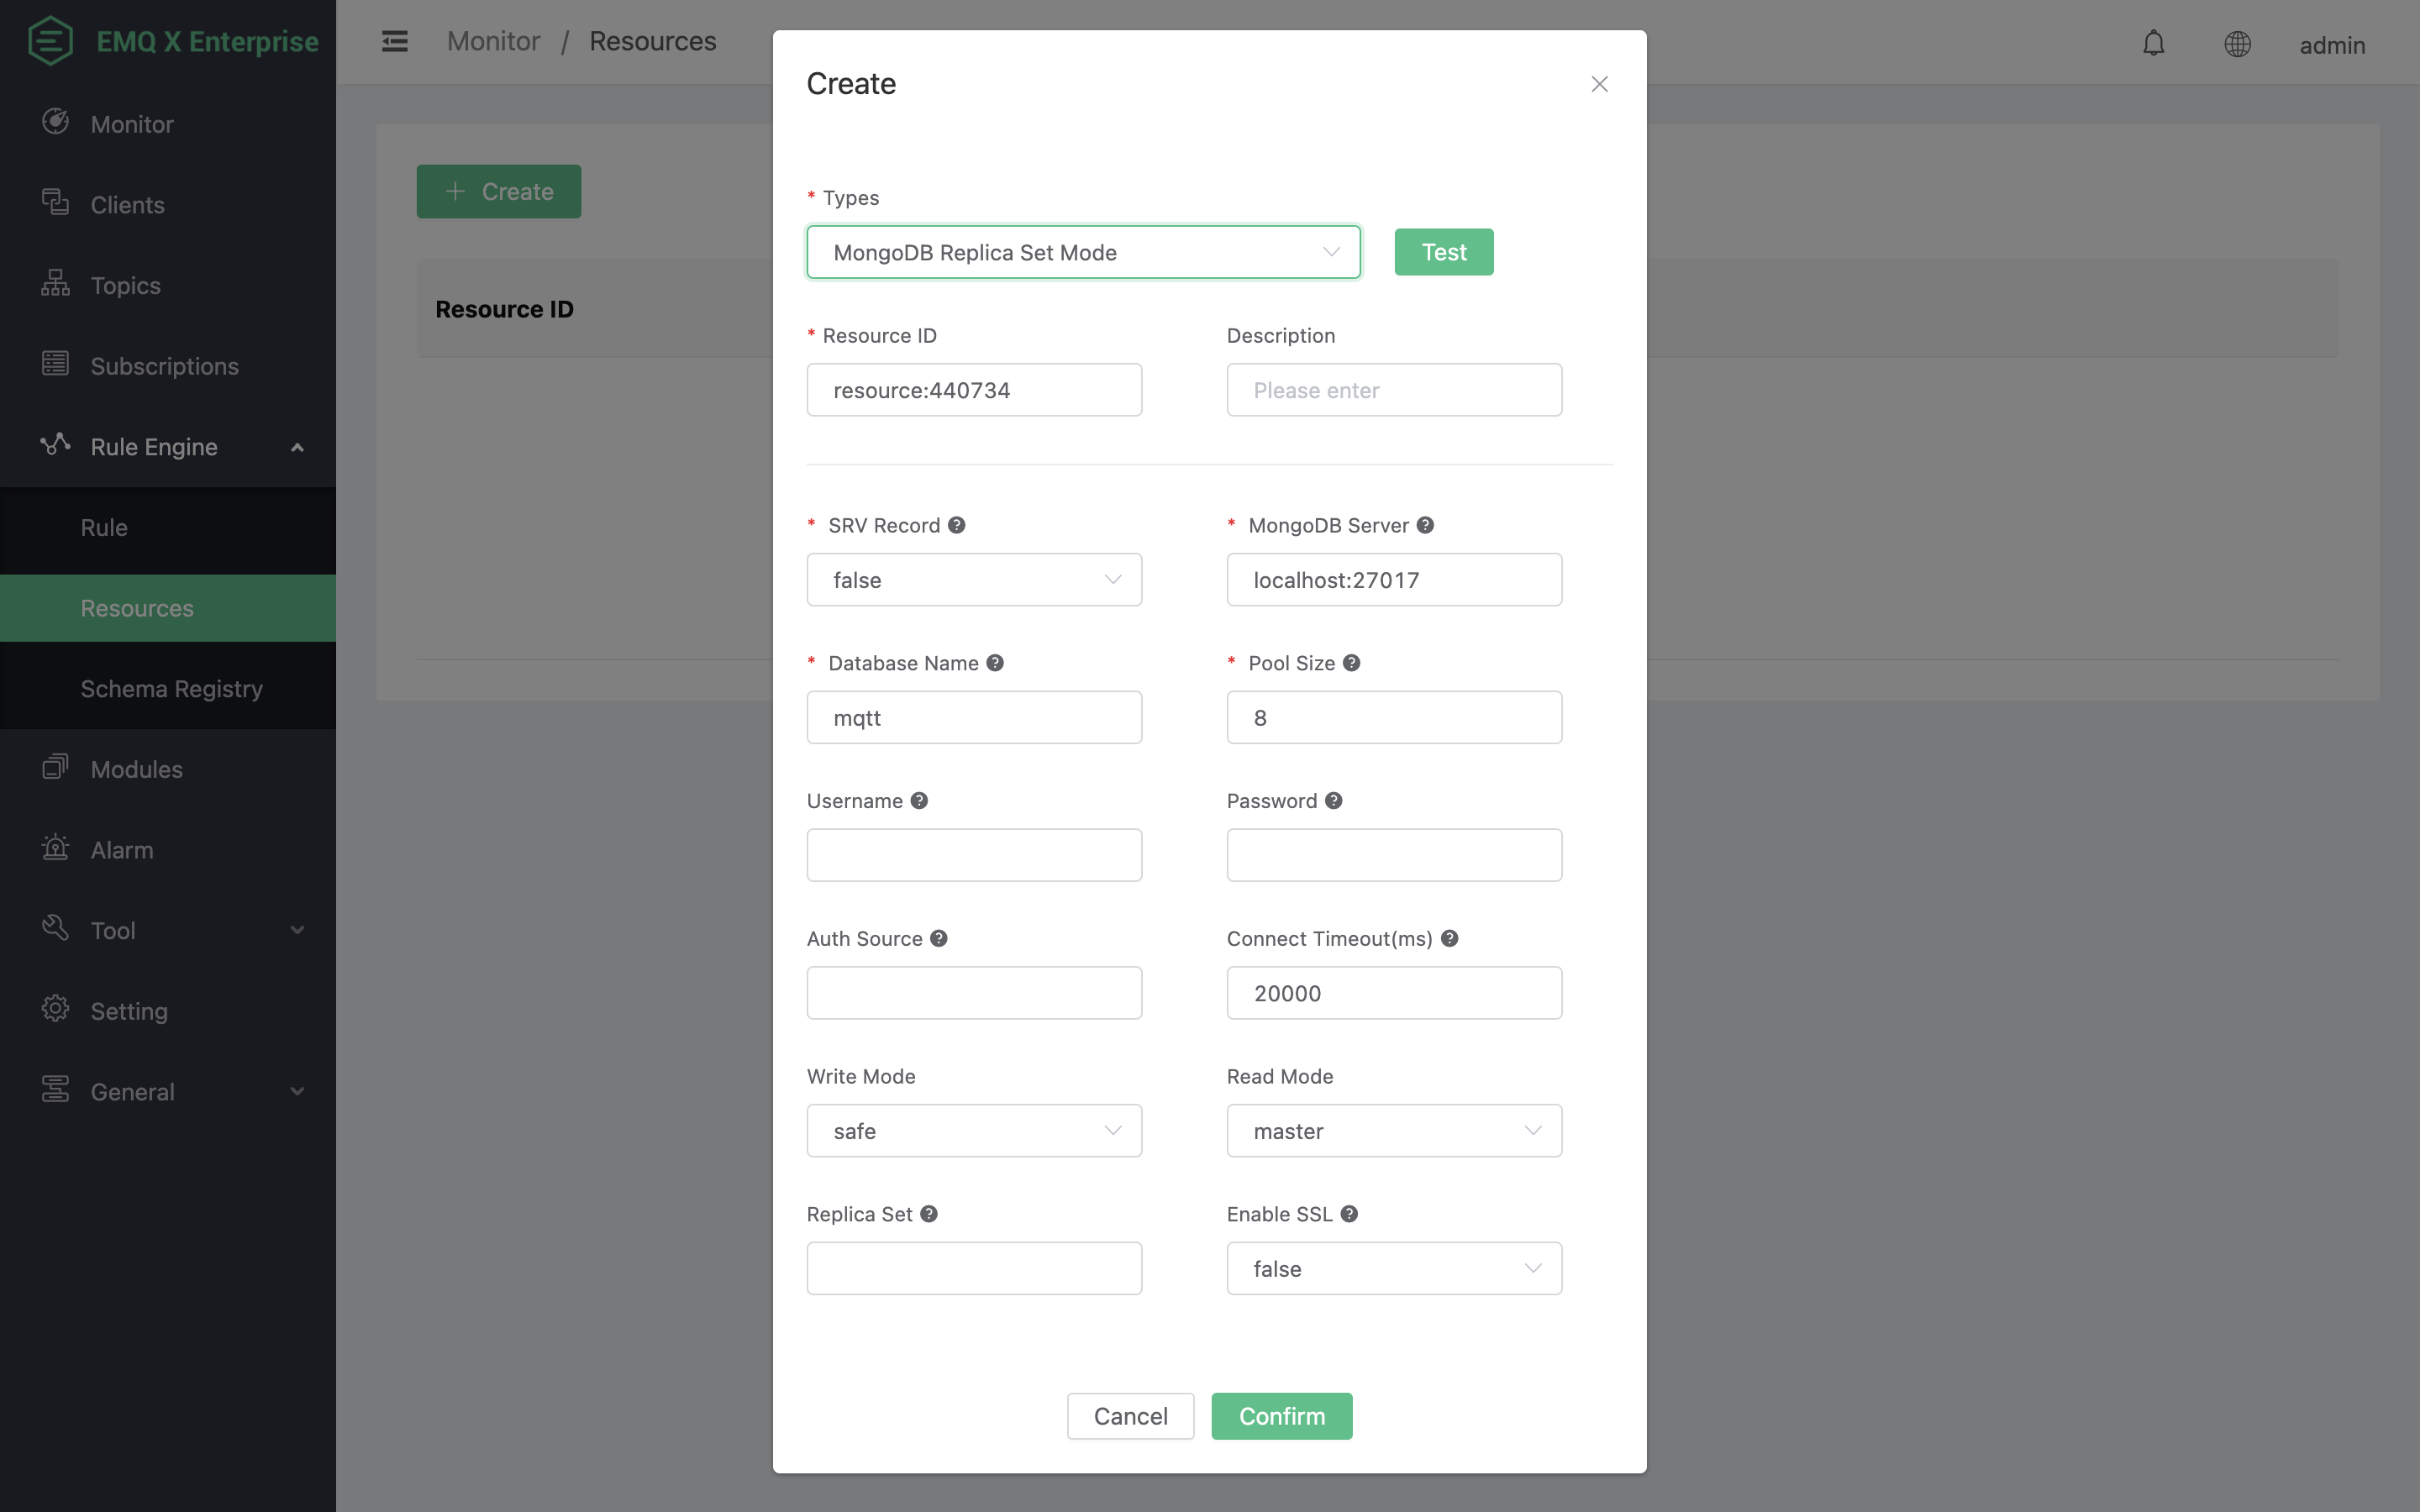 EMQ X Enterprise
Monitor / Resources
admin
Monitor
Clients
Topics
Subscriptions
Rule Engine
Rule
Resources
Schema Registry
Modules
Alarm
Tool
Setting
General
+ Create
Resource ID
Create
* Types
MongoDB Replica Set Mode
Test
* Resource ID
Description
resource:440734
Please enter
* SRV Record ?
* MongoDB Server ?
false
localhost:27017
* Database Name ?
* Pool Size ?
mqtt
8
Username ?
Password ?
Auth Source ?
Connect Timeout(ms) ?
20000
Write Mode
Read Mode
safe
master
Replica Set ?
Enable SSL ?
false
Cancel
Confirm